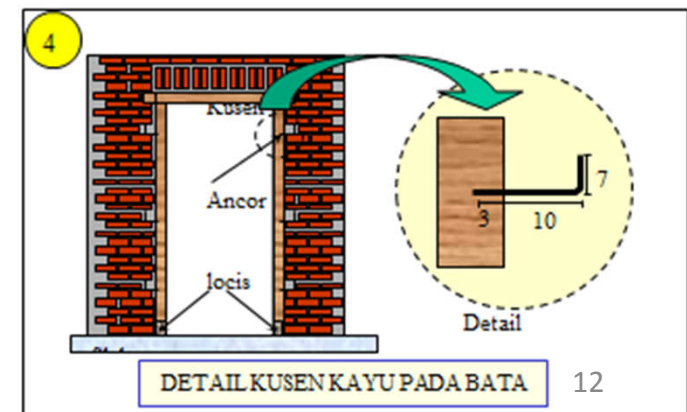 4
Kusen
Ancor
locis
7
3 10
Detail
DETAIL KUSEN KAYU PADA BATA
12